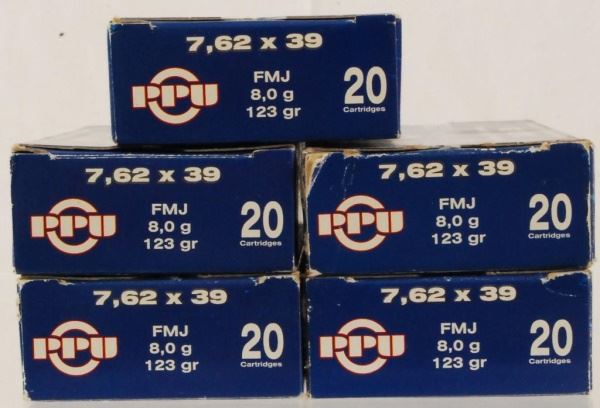 7,62 x 39
PPU
FMJ
8,0 g
123 gr
20
Cartridges
7,62 x 39
PPU
FMJ
8,0 g
123 gr
20
Cartridges
7,62 x 39
PPU
FMJ
8,0 g
123 gr
20
Cartridges
7,62 x 39
PPU
FMJ
8,0 g
123 gr
20
Cartridges
7,62 x 39
PPU
FMJ
8,0 g
123 gr
20
Cartridges